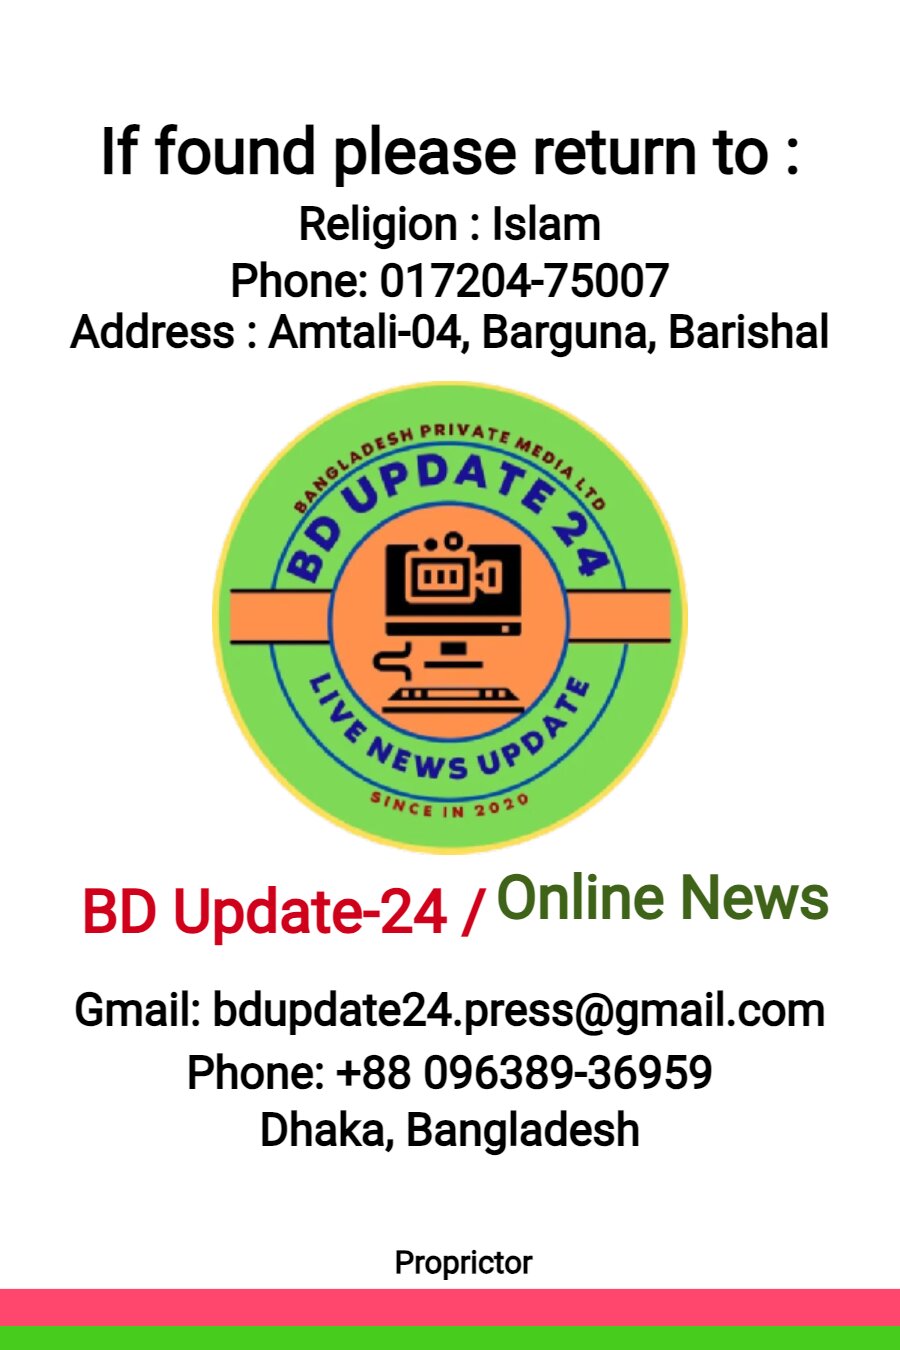 If found please return to :
Religion : Islam
Phone: 017204-75007
Address : Amtali-04, Barguna, Barishal
BANGLADESH PRIVATE MEDIA LTD
BD UPDATE 24
LIVE NEWS UPDATE
SINCE IN 2020
BD Update-24 / Online News
Gmail: bdupdate24.press@gmail.com
Phone: +88 096389-36959
Dhaka, Bangladesh
Proprictor